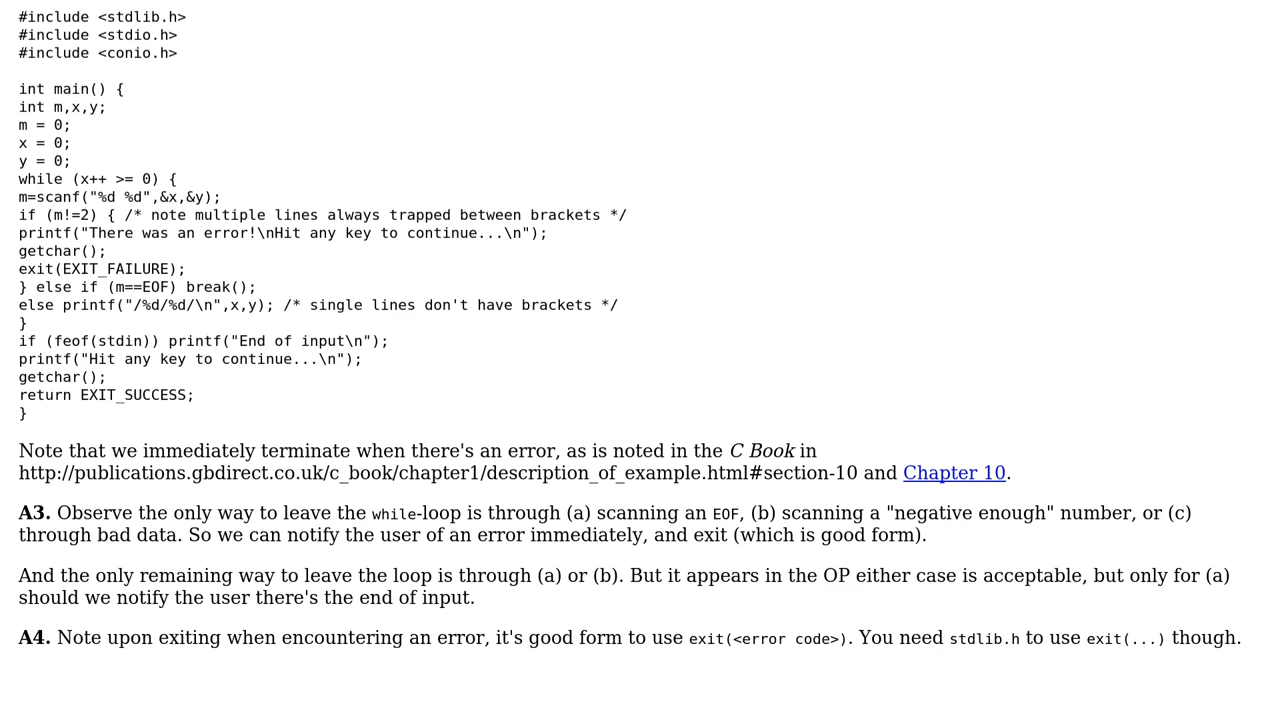 #include <stdlib.h>
#include <stdio.h>
#include <conio.h>
int main() {
int m,x,y;
m = 0;
x = 0;
y = 0;
while (x++ >= 0) {
m=scanf("%d %d",&x,&y);
if (m!=2) { /* note multiple lines always trapped between brackets */
printf("There was an error!\nHit any key to continue...\n");
getchar();
exit(EXIT_FAILURE);
} else if (m==EOF) break();
else printf("/%d/%d/\n",x,y); /* single lines don't have brackets */
}
if (feof(stdin)) printf("End of input\n");
printf("Hit any key to continue...\n");
getchar();
return EXIT_SUCCESS;
}
Note that we immediately terminate when there's an error, as is noted in the C Book in
http://publications.gbdirect.co.uk/c_book/chapter1/description_of_example.html#section-10 and Chapter 10.
A3. Observe the only way to leave the while-loop is through (a) scanning an EOF, (b) scanning a "negative enough" number, or (c)
through bad data. So we can notify the user of an error immediately, and exit (which is good form).
And the only remaining way to leave the loop is through (a) or (b). But it appears in the OP either case is acceptable, but only for (a)
should we notify the user there's the end of input.
A4. Note upon exiting when encountering an error, it's good form to use exit(<error code>). You need stdlib.h to use exit(...) though.